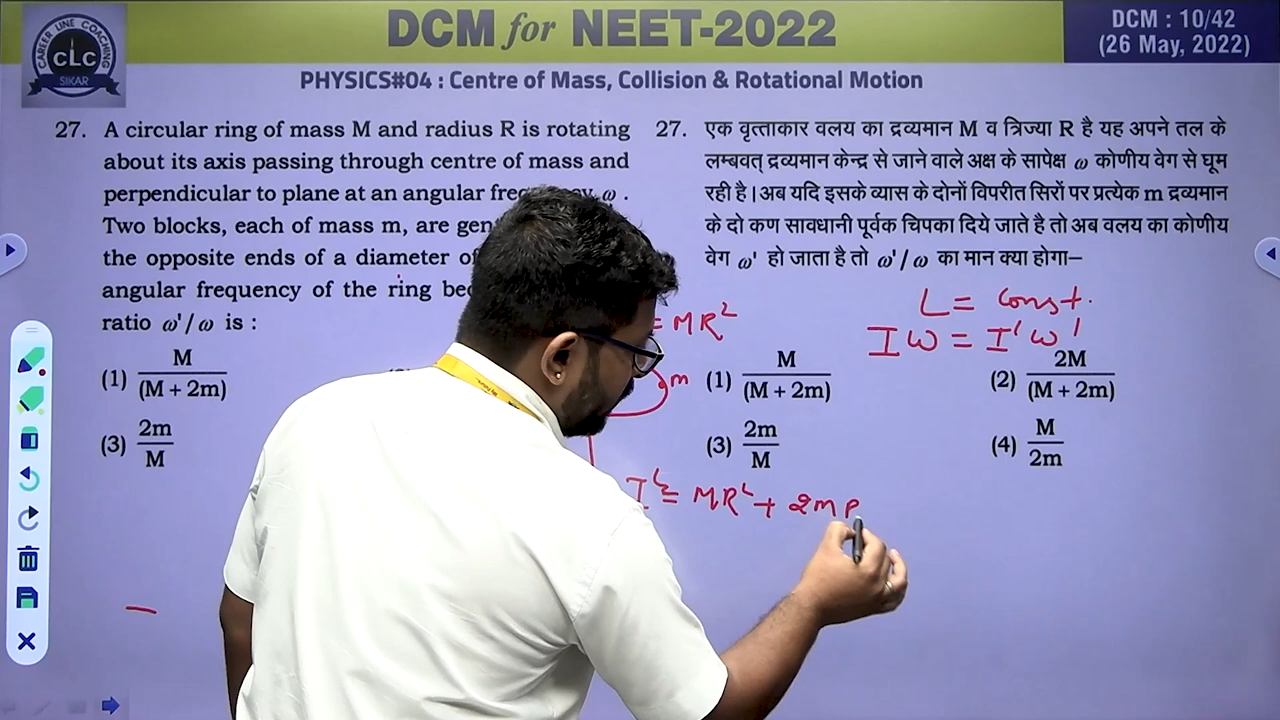 CAREER LINE COACHING
CLC
SIKAR
DCM for NEET-2022
DCM : 10/42
(26 May, 2022)
PHYSICS#04 : Centre of Mass, Collision & Rotational Motion
27. A circular ring of mass M and radius R is rotating
about its axis passing through centre of mass and
perpendicular to plane at an angular ω .
Two blocks, each of mass m, are
the opposite ends of a diameter
angular frequency of the ring
ratio ω'/ω is :
(1) M/(M + 2m)
(3) 2m/M
27. एक वृत्ताकार वलय का द्रव्यमान M व त्रिज्या R है यह अपने तल के
लम्बवत् द्रव्यमान केन्द्र से जाने वाले अक्ष के सापेक्ष ω कोणीय वेग से घूम
रही है। अब यदि इसके व्यास के दोनों विपरीत सिरों पर प्रत्येक m द्रव्यमान
के दो कण सावधानी पूर्वक चिपका दिये जाते है तो अब वलय का कोणीय
वेग ω' हो जाता है तो ω'/ω का मान क्या होगा–
(1) M/(M + 2m)
(2) 2M/(M + 2m)
(3) 2m/M
(4) M/2m
L = Const.
Iω = I'ω'
= MR²
m
I' = MR² + 2m